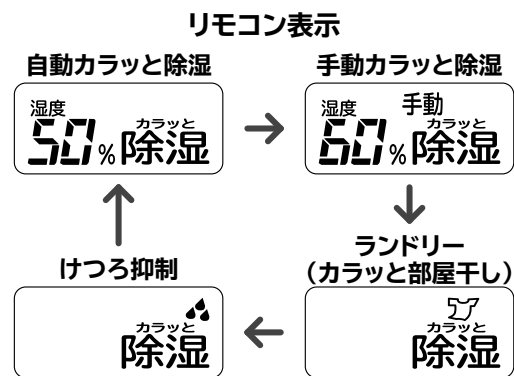 リモコン表示
自動カラッと除湿
湿度
50%
カラッと
除湿
手動カラッと除湿
湿度
手動
60%
カラッと
除湿
ランドリー
（カラッと部屋干し）
カラッと
除湿
けつろ抑制
カラッと
除湿